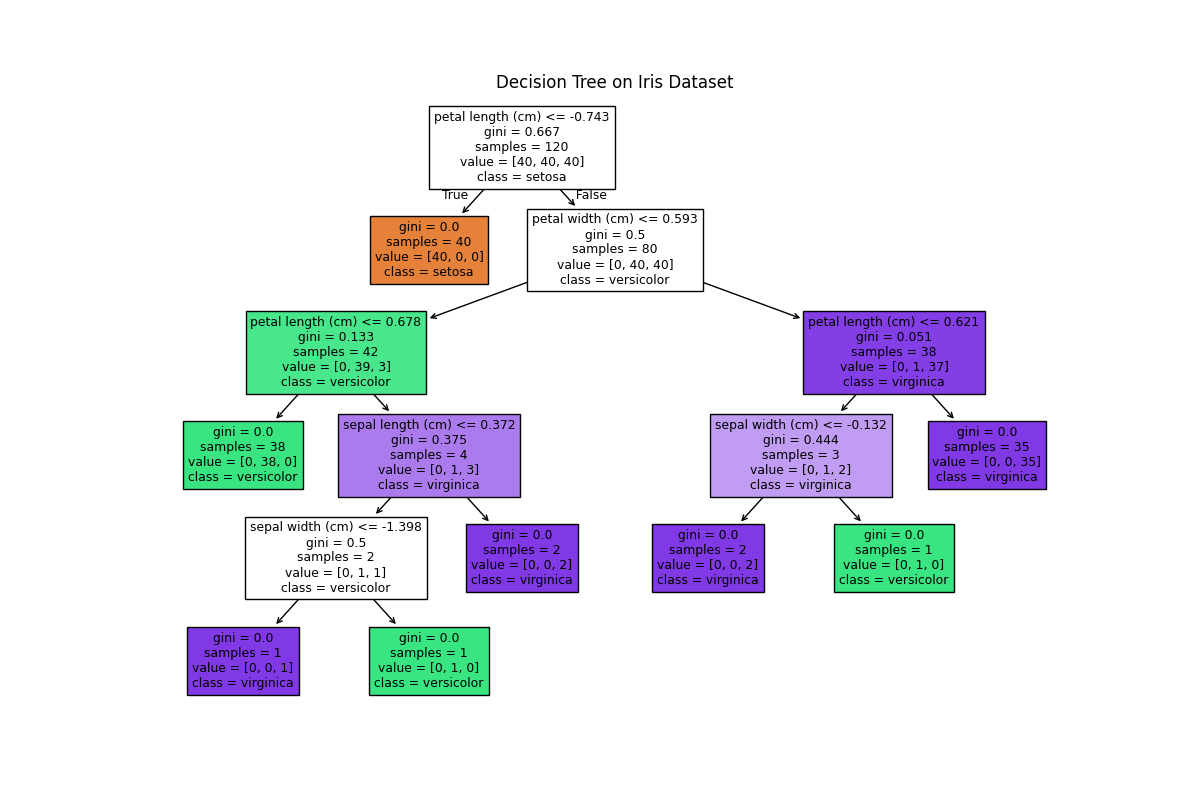 Decision Tree on Iris Dataset
petal length (cm) <= -0.743
gini = 0.667
samples = 120
value = [40, 40, 40]
class = setosa
True
False
gini = 0.0
samples = 40
value = [40, 0, 0]
class = setosa
petal width (cm) <= 0.593
gini = 0.5
samples = 80
value = [0, 40, 40]
class = versicolor
petal length (cm) <= 0.678
gini = 0.133
samples = 42
value = [0, 39, 3]
class = versicolor
petal length (cm) <= 0.621
gini = 0.051
samples = 38
value = [0, 1, 37]
class = virginica
gini = 0.0
samples = 38
value = [0, 38, 0]
class = versicolor
sepal length (cm) <= 0.372
gini = 0.375
samples = 4
value = [0, 1, 3]
class = virginica
sepal width (cm) <= -0.132
gini = 0.444
samples = 3
value = [0, 1, 2]
class = virginica
gini = 0.0
samples = 35
value = [0, 0, 35]
class = virginica
sepal width (cm) <= -1.398
gini = 0.5
samples = 2
value = [0, 1, 1]
class = versicolor
gini = 0.0
samples = 2
value = [0, 0, 2]
class = virginica
gini = 0.0
samples = 2
value = [0, 0, 2]
class = virginica
gini = 0.0
samples = 1
value = [0, 1, 0]
class = versicolor
gini = 0.0
samples = 1
value = [0, 0, 1]
class = virginica
gini = 0.0
samples = 1
value = [0, 1, 0]
class = versicolor